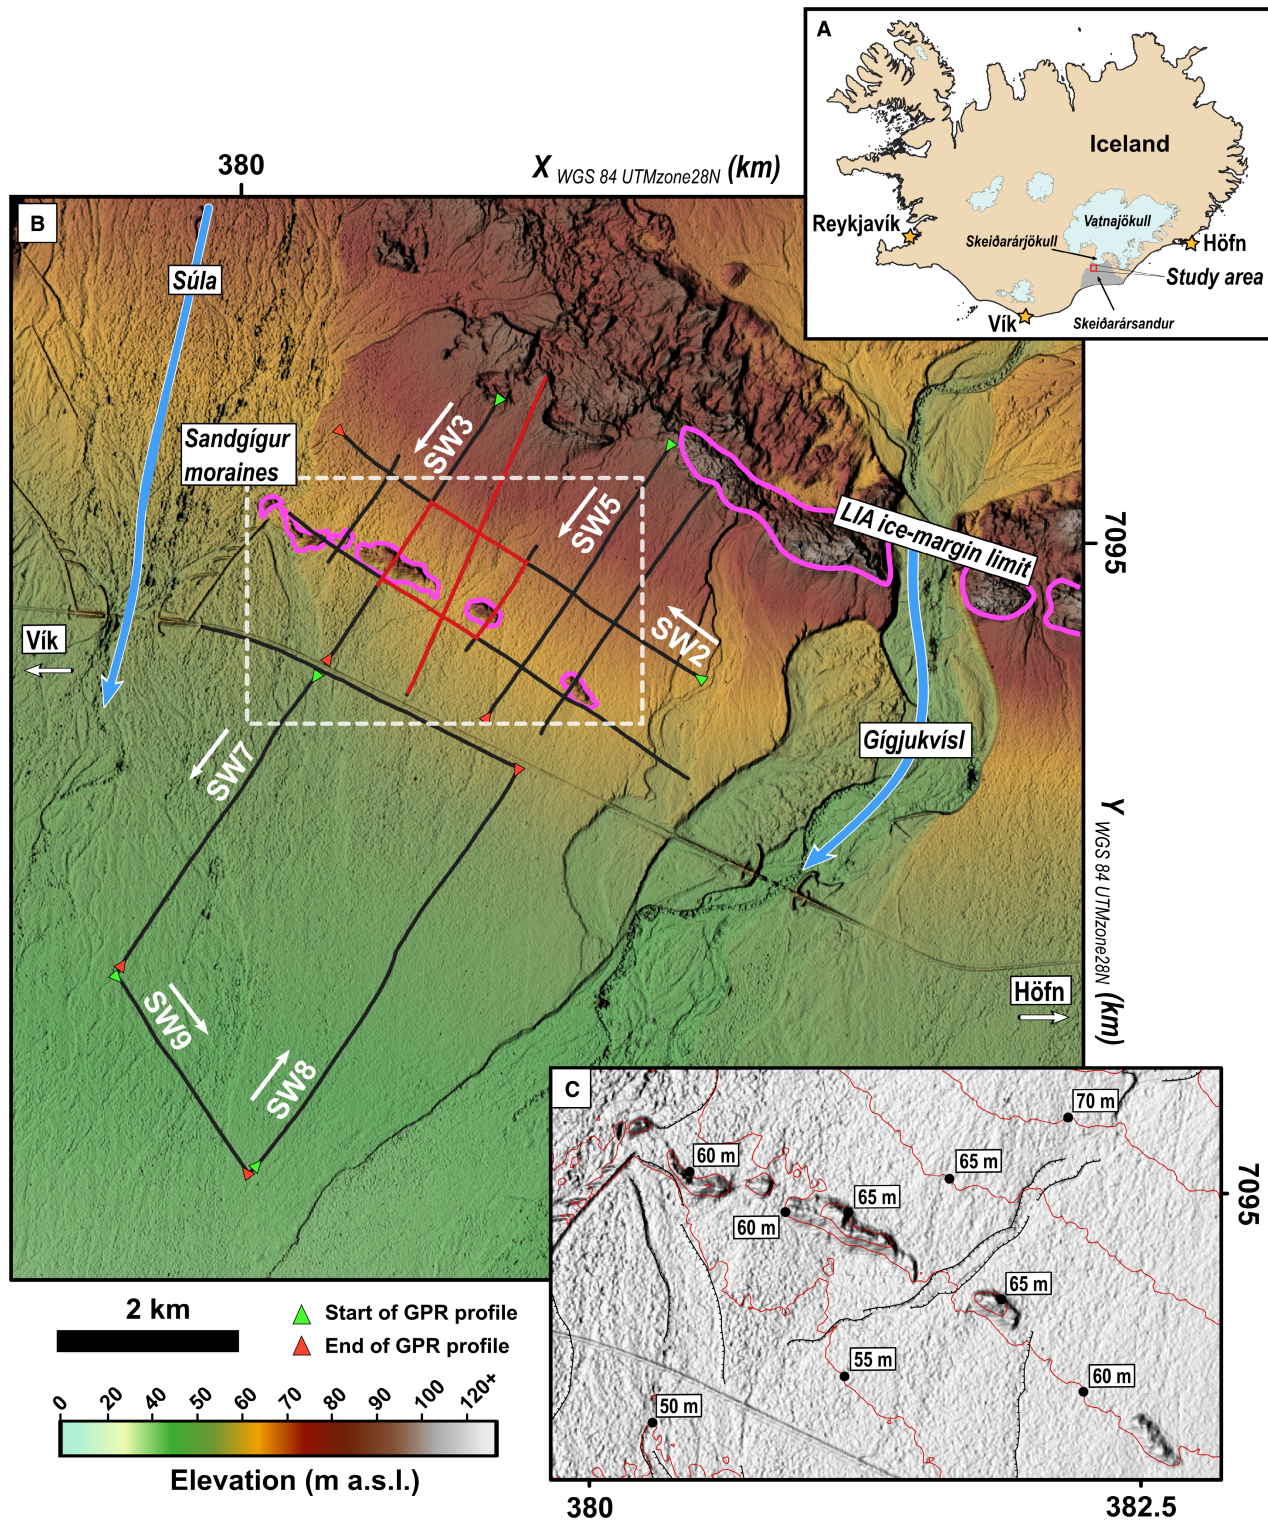 A
Iceland
Vatnajökull
Reykjavík
Skeiðarárjökull
Höfn
Study area
Vík
Skeiðarársandur
380
X WGS 84 UTMzone28N (km)
B
Súla
Sandgígur
moraines
SW3
SW5
LIA ice-margin limit
7095
Vík
SW2
Gígjukvísl
SW7
Y WGS 84 UTMzone28N (km)
SW9
SW8
Höfn
C
70 m
60 m
65 m
65 m
60 m
65 m
55 m
60 m
50 m
7095
380
382.5
2 km
Start of GPR profile
End of GPR profile
0 20 40 50 60 70 80 90 100 120+
Elevation (m a.s.l.)